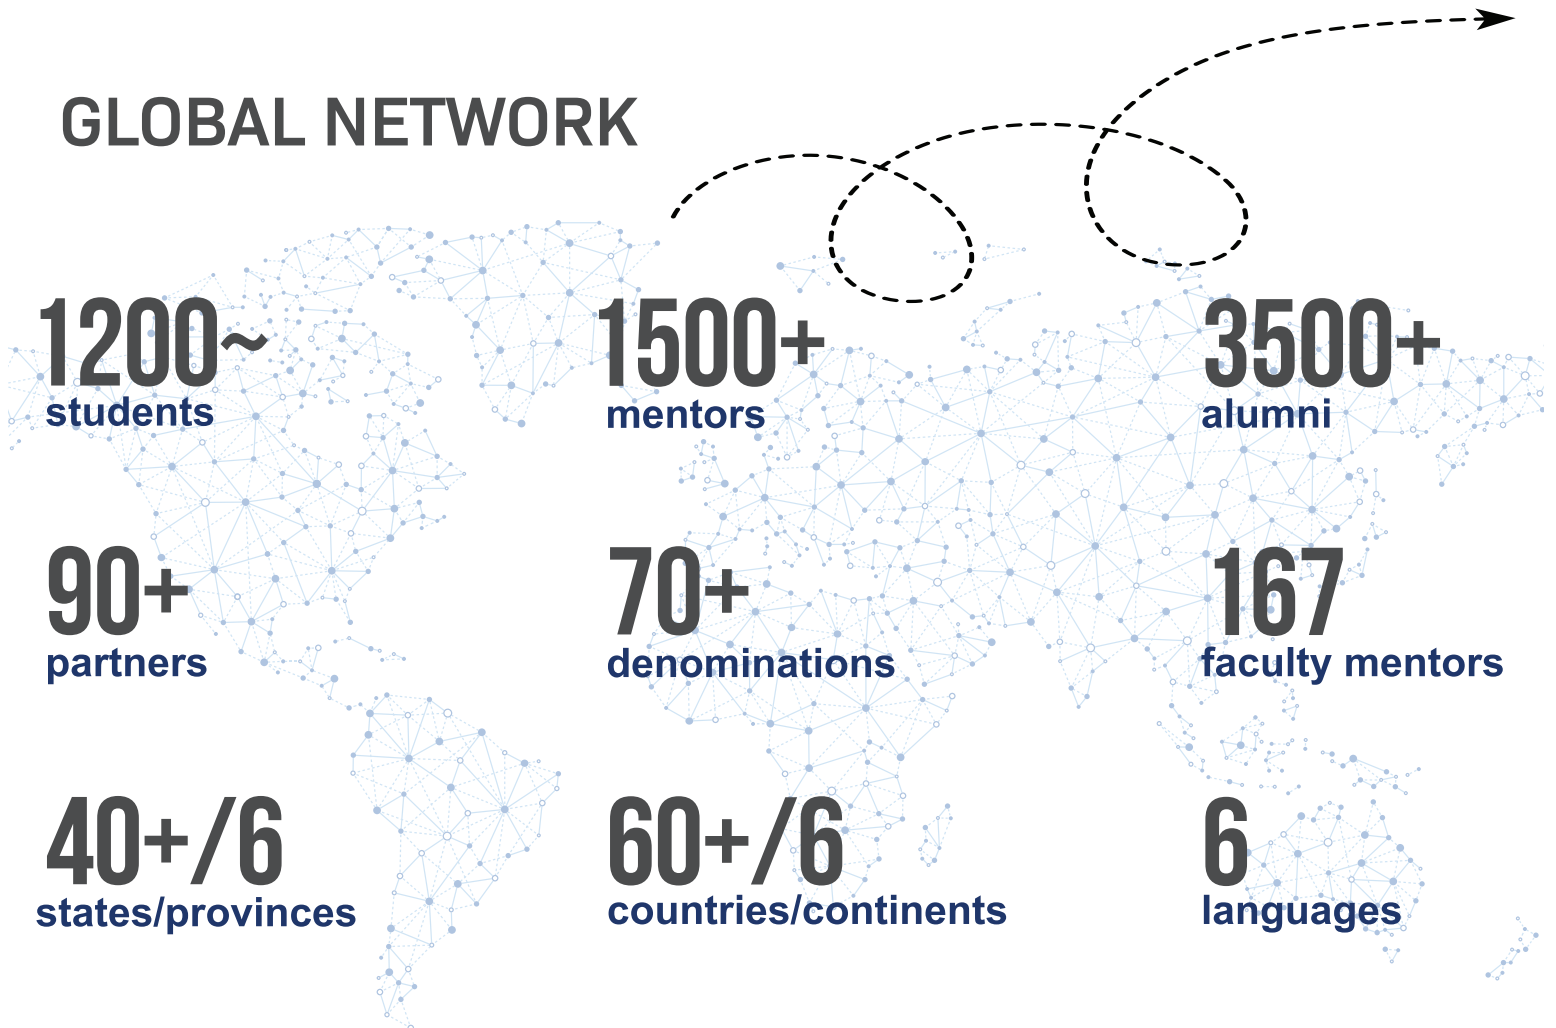 GLOBAL NETWORK
1200~ 1500+ 3500+
students mentors alumni
90+ 70+ 167
partners denominations faculty mentors
40+/6 60+/6 6
states/provinces countries/continents languages